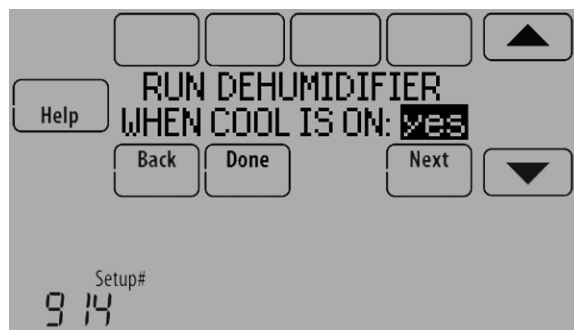 RUN DEHUMIDIFIER
Help
WHEN COOL IS ON: yes
Back Done Next
Setup#
914